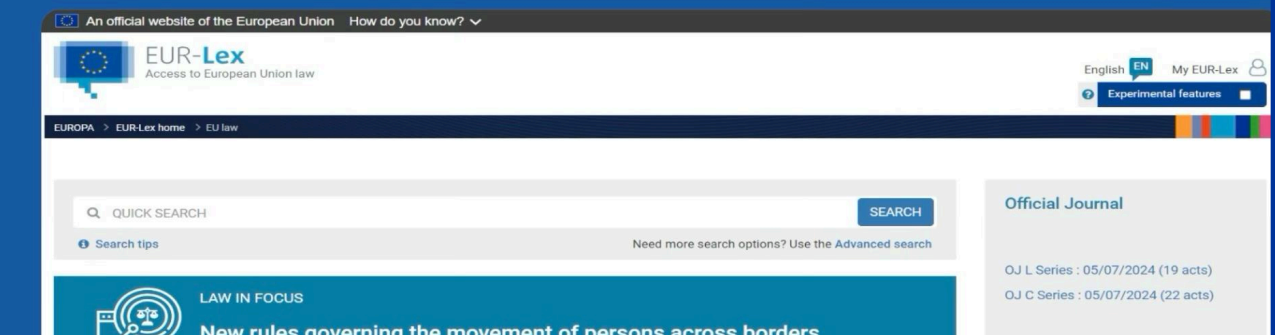 An official website of the European Union How do you know?
EUR-Lex
Access to European Union law
English EN My EUR-Lex
Experimental features
EUROPA > EUR-Lex home > EU law
QUICK SEARCH SEARCH
Search tips Need more search options? Use the Advanced search
Official Journal
OJ L Series : 05/07/2024 (19 acts)
OJ C Series : 05/07/2024 (22 acts)
LAW IN FOCUS
New rules governing the movement of persons across borders